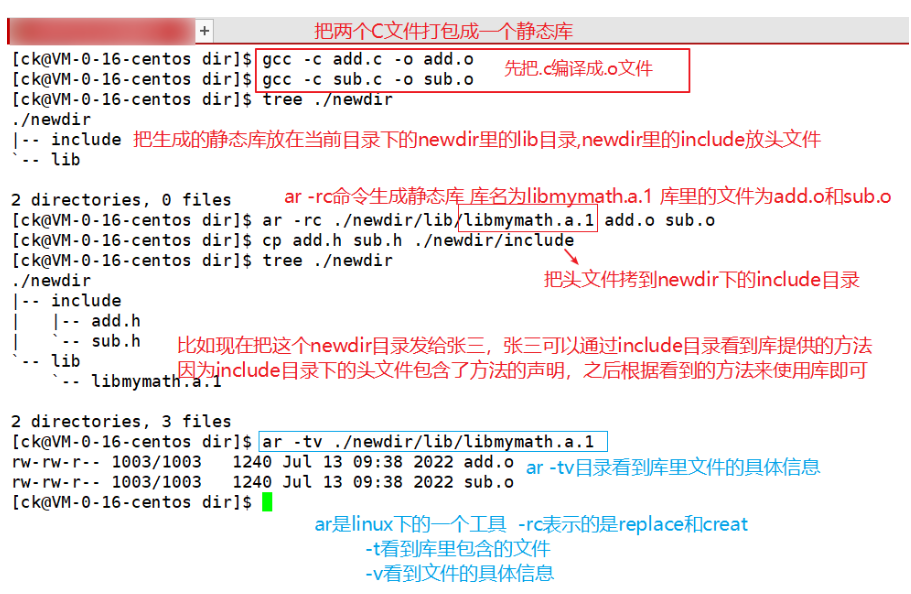 +
把两个C文件打包成一个静态库
[ck@VM-0-16-centos dir]$ gcc -c add.c -o add.o
[ck@VM-0-16-centos dir]$ gcc -c sub.c -o sub.o
先把.c编译成.o文件
[ck@VM-0-16-centos dir]$ tree ./newdir
./newdir
|-- include 把生成的静态库放在当前目录下的newdir里的lib目录,newdir里的include放头文件
`-- lib
2 directories, 0 files
ar -rc命令生成静态库 库名为libmymath.a.1 库里的文件为add.o和sub.o
[ck@VM-0-16-centos dir]$ ar -rc ./newdir/lib/libmymath.a.1 add.o sub.o
[ck@VM-0-16-centos dir]$ cp add.h sub.h ./newdir/include
[ck@VM-0-16-centos dir]$ tree ./newdir
把头文件拷到newdir下的include目录
./newdir
|-- include
|   |-- add.h
|   `-- sub.h
比如现在把这个newdir目录发给张三，张三可以通过include目录看到库提供的方法
`-- lib
因为include目录下的头文件包含了方法的声明，之后根据看到的方法来使用库即可
    `-- libmymath.a.1
2 directories, 3 files
[ck@VM-0-16-centos dir]$ ar -tv ./newdir/lib/libmymath.a.1
rw-rw-r-- 1003/1003   1240 Jul 13 09:38 2022 add.o
ar -tv目录看到库里文件的具体信息
rw-rw-r-- 1003/1003   1240 Jul 13 09:38 2022 sub.o
[ck@VM-0-16-centos dir]$
ar是linux下的一个工具 -rc表示的是replace和creat
-t看到库里包含的文件
-v看到文件的具体信息